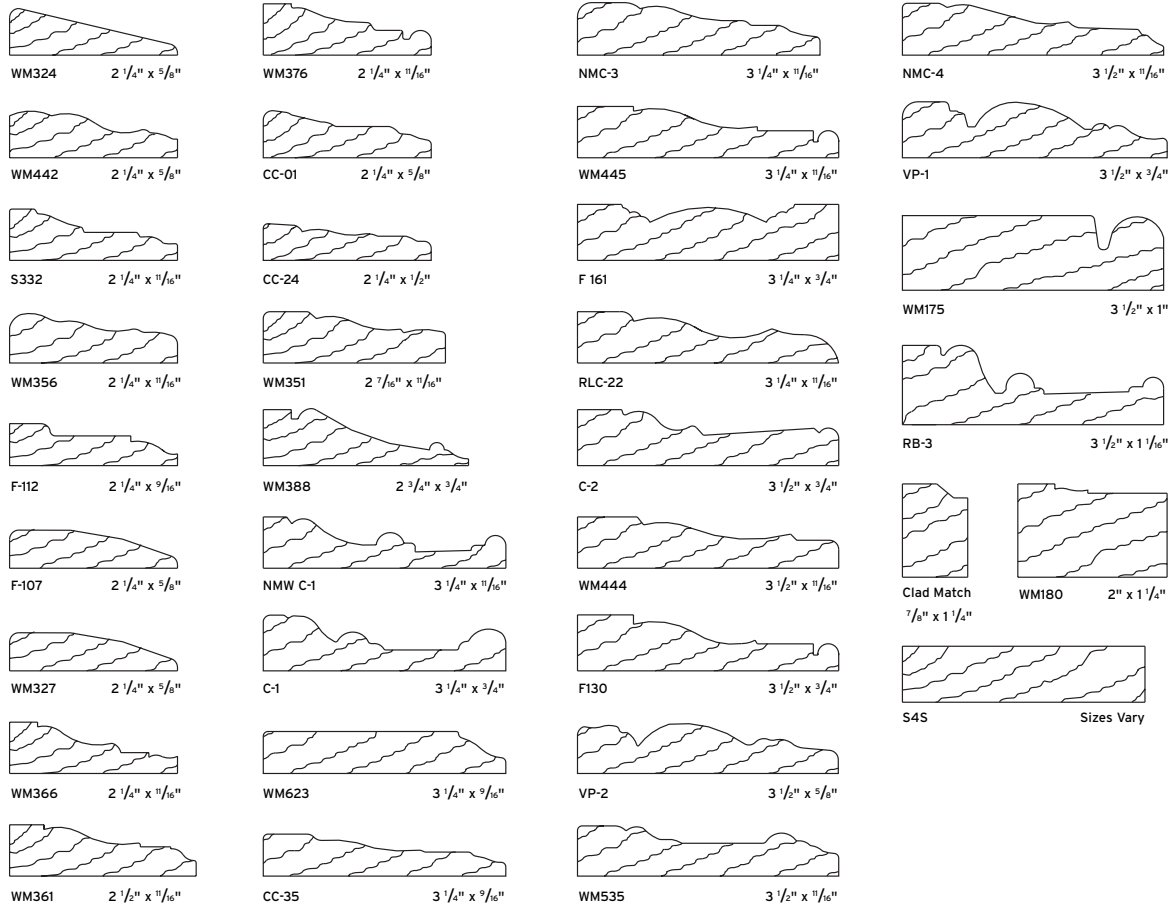 WM324 2 1/4" x 5/8"
WM442 2 1/4" x 5/8"
S332 2 1/4" x 11/16"
WM356 2 1/4" x 11/16"
F-112 2 1/4" x 9/16"
F-107 2 1/4" x 5/8"
WM327 2 1/4" x 5/8"
WM366 2 1/4" x 11/16"
WM361 2 1/2" x 11/16"
WM376 2 1/4" x 11/16"
CC-01 2 1/4" x 5/8"
CC-24 2 1/4" x 1/2"
WM351 2 7/16" x 11/16"
WM388 2 3/4" x 3/4"
NMW C-1 3 1/4" x 11/16"
C-1 3 1/4" x 3/4"
WM623 3 1/4" x 9/16"
CC-35 3 1/4" x 9/16"
NMC-3 3 1/4" x 11/16"
WM445 3 1/4" x 11/16"
F 161 3 1/4" x 3/4"
RLC-22 3 1/4" x 11/16"
C-2 3 1/2" x 3/4"
WM444 3 1/2" x 11/16"
F130 3 1/2" x 3/4"
VP-2 3 1/2" x 5/8"
WM535 3 1/2" x 11/16"
NMC-4 3 1/2" x 11/16"
VP-1 3 1/2" x 3/4"
WM175 3 1/2" x 1"
RB-3 3 1/2" x 1 1/16"
Clad Match
7/8" x 1 1/4"
WM180 2" x 1 1/4"
S4S Sizes Vary